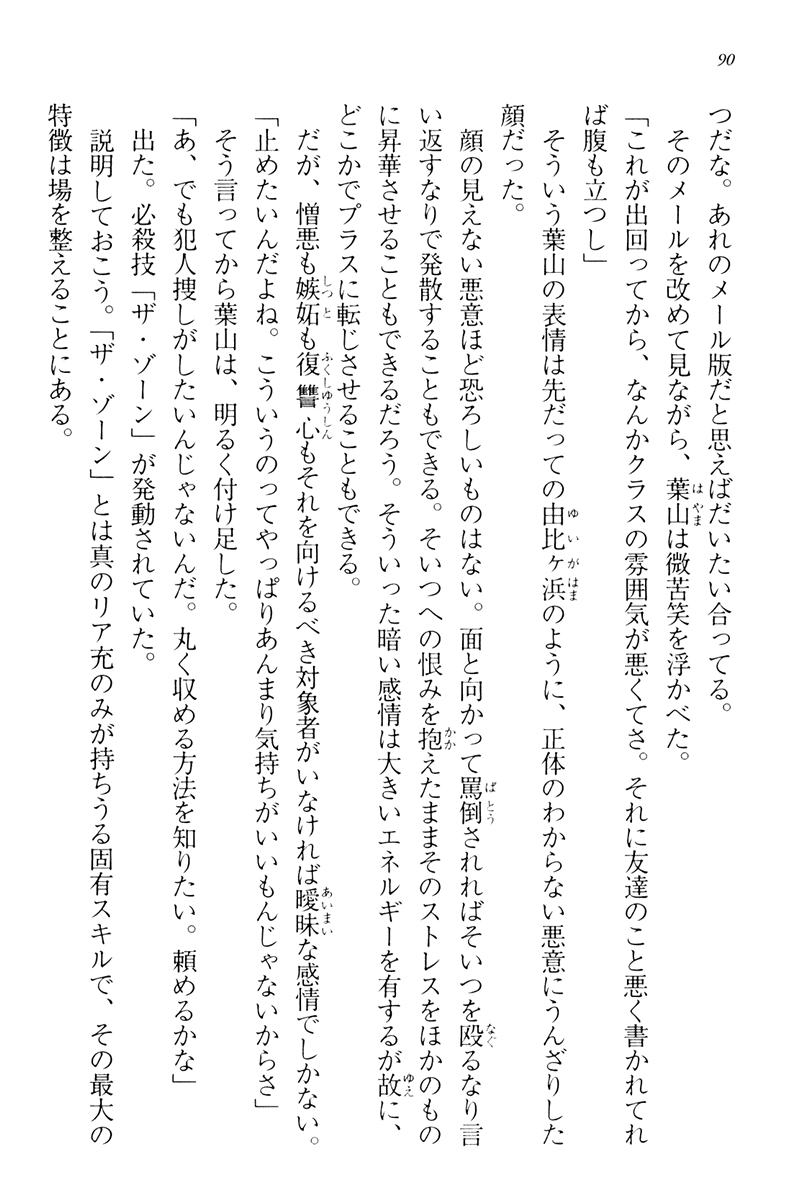 90
つだな。あれのメール版だと思えばだいたい合ってる。
　そのメールを改めて見ながら、葉山は微苦笑を浮かべた。
「これが出回ってから、なんかクラスの雰囲気が悪くてさ。それに友達のこと悪く書かれてれ
ば腹も立つし」
　そういう葉山の表情は先だっての由比ヶ浜のように、正体のわからない悪意にうんざりした
顔だった。
　顔の見えない悪意ほど恐ろしいものはない。面と向かって罵倒されればそいつを殴るなり言
い返すなりで発散することもできる。そいつへの恨みを抱えたままそのストレスをほかのもの
に昇華させることもできるだろう。そういった暗い感情は大きいエネルギーを有するが故に、
どこかでプラスに転じさせることもできる。
　だが、憎悪も嫉妬も復讐心もそれを向けるべき対象者がいなければ曖昧な感情でしかない。
「止めたいんだよね。こういうのってやっぱりあんまり気持ちがいいもんじゃないからさ」
　そう言ってから葉山は、明るく付け足した。
「あ、でも犯人捜しがしたいんじゃないんだ。丸く収める方法を知りたい。頼めるかな」
　出た。必殺技「ザ・ゾーン」が発動されていた。
　説明しておこう。「ザ・ゾーン」とは真のリア充のみが持ちうる固有スキルで、その最大の
特徴は場を整えることにある。